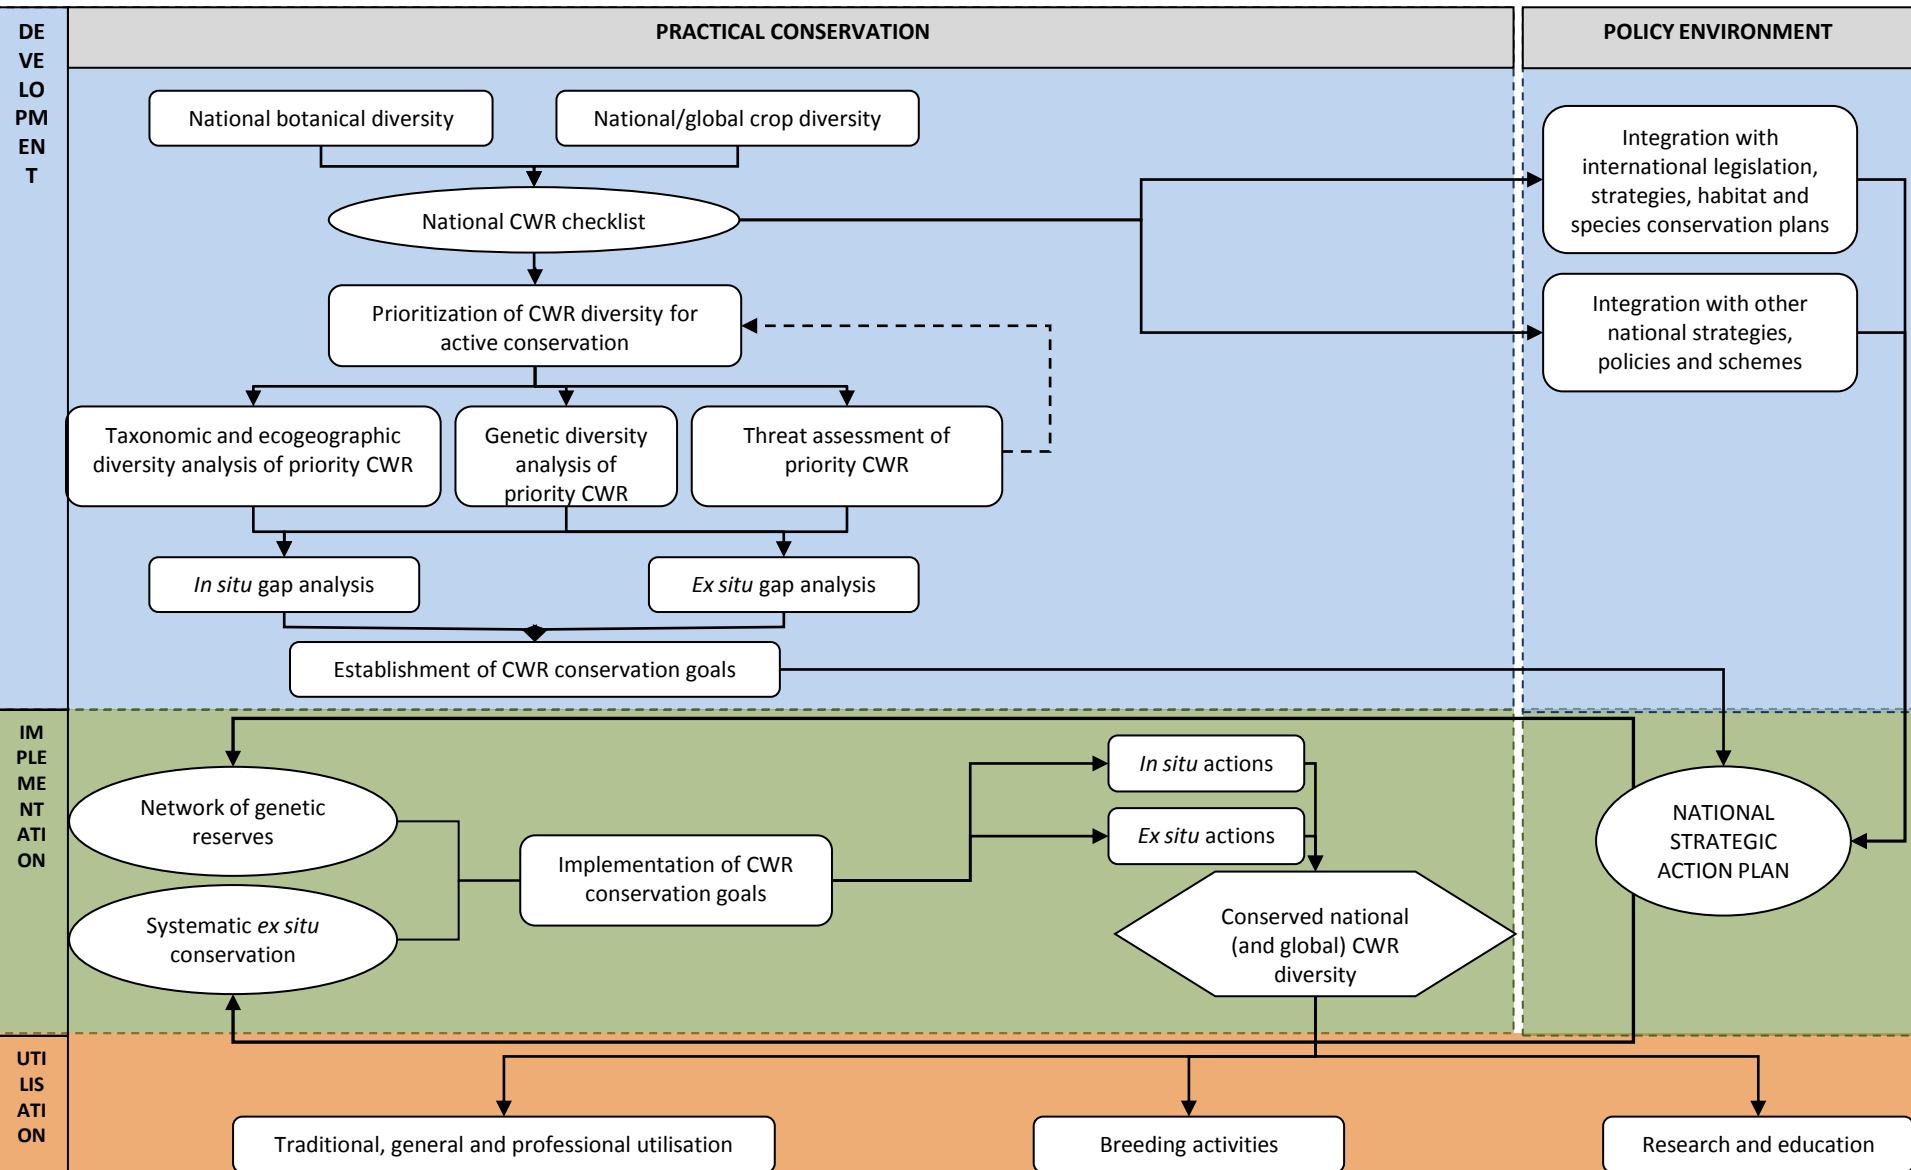 DE
VE
LO
PM
EN
T
PRACTICAL CONSERVATION
POLICY ENVIRONMENT
National botanical diversity
National/global crop diversity
National CWR checklist
Integration with
international legislation,
strategies, habitat and
species conservation plans
Prioritization of CWR diversity for
active conservation
Integration with other
national strategies,
policies and schemes
Taxonomic and ecogeographic
diversity analysis of priority CWR
Genetic diversity
analysis of
priority CWR
Threat assessment of
priority CWR
In situ gap analysis
Ex situ gap analysis
Establishment of CWR conservation goals
IM
PLE
ME
NT
ATI
ON
Network of genetic
reserves
Systematic ex situ
conservation
Implementation of CWR
conservation goals
In situ actions
Ex situ actions
Conserved national
(and global) CWR
diversity
NATIONAL
STRATEGIC
ACTION PLAN
UTI
LIS
ATI
ON
Traditional, general and professional utilisation
Breeding activities
Research and education